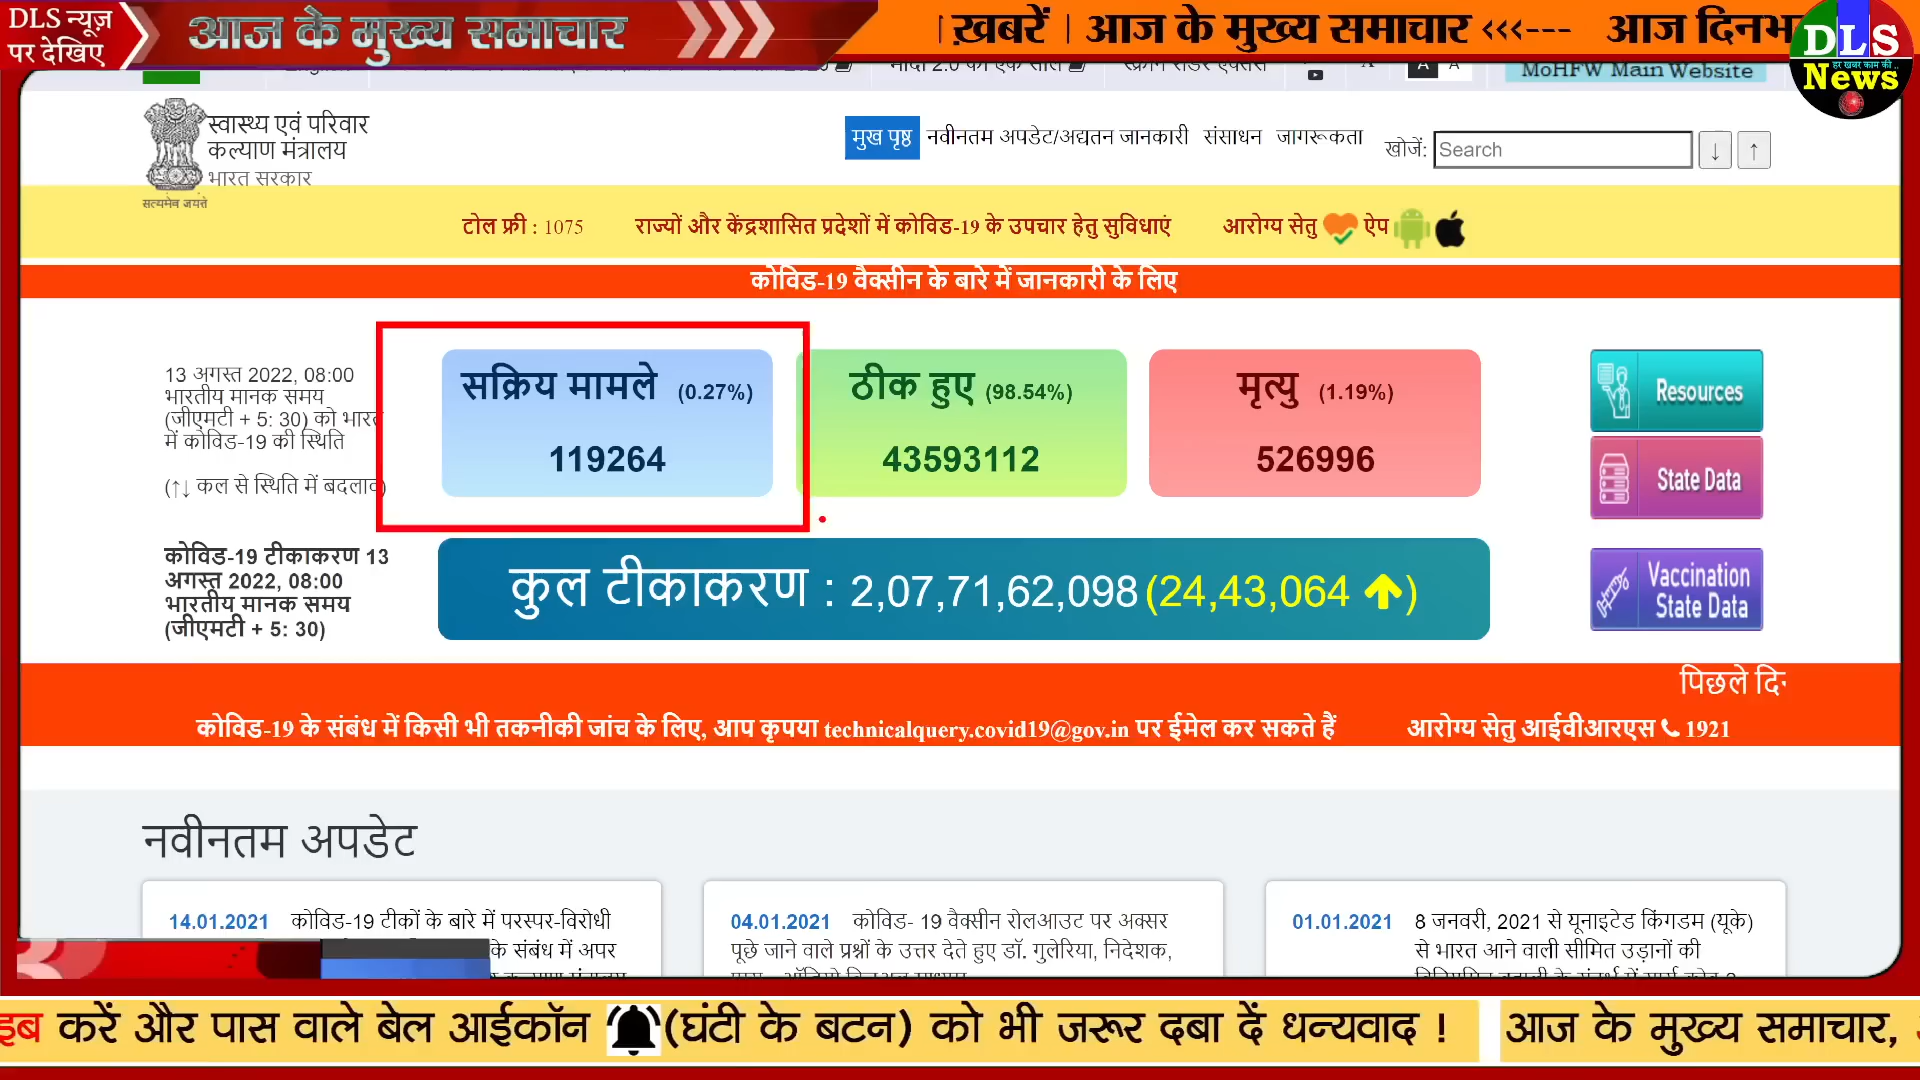 DLS न्यूज़
पर देखिए
आज के मुख्य समाचार
। ख़बरें । आज के मुख्य समाचार ‹‹‹---
आज दिनभ
DLS
हर खबर काम की..
News
मोदी 2.0 का एक साल
MoHFW Main Website
A A
स्वास्थ्य एवं परिवार
कल्याण मंत्रालय
भारत सरकार
सत्यमेव जयते
मुख पृष्ठ नवीनतम अपडेट/अद्यतन जानकारी संसाधन जागरूकता
खोजें: Search ↓ ↑
टोल फ्री : 1075 राज्यों और केंद्रशासित प्रदेशों में कोविड-19 के उपचार हेतु सुविधाएं आरोग्य सेतु ऐप
कोविड-19 वैक्सीन के बारे में जानकारी के लिए
13 अगस्त 2022, 08:00
भारतीय मानक समय
(जीएमटी + 5: 30) को भारत
में कोविड-19 की स्थिति
(↑↓ कल से स्थिति में बदलाव)
सक्रिय मामले (0.27%)
119264
ठीक हुए (98.54%)
43593112
मृत्यु (1.19%)
526996
Resources
State Data
कोविड-19 टीकाकरण 13
अगस्त 2022, 08:00
भारतीय मानक समय
(जीएमटी + 5: 30)
कुल टीकाकरण : 2,07,71,62,098 (24,43,064 ↑)
Vaccination
State Data
पिछले दि
कोविड-19 के संबंध में किसी भी तकनीकी जांच के लिए, आप कृपया technicalquery.covid19@gov.in पर ईमेल कर सकते हैं आरोग्य सेतु आईवीआरएस 1921
नवीनतम अपडेट
14.01.2021 कोविड-19 टीकों के बारे में परस्पर-विरोधी
के संबंध में अपर
04.01.2021 कोविड- 19 वैक्सीन रोलआउट पर अक्सर
पूछे जाने वाले प्रश्नों के उत्तर देते हुए डॉ. गुलेरिया, निदेशक,
01.01.2021 8 जनवरी, 2021 से यूनाइटेड किंगडम (यूके)
से भारत आने वाली सीमित उड़ानों की
इब करें और पास वाले बेल आईकॉन (घंटी के बटन) को भी जरूर दबा दें धन्यवाद !
आज के मुख्य समाचार,